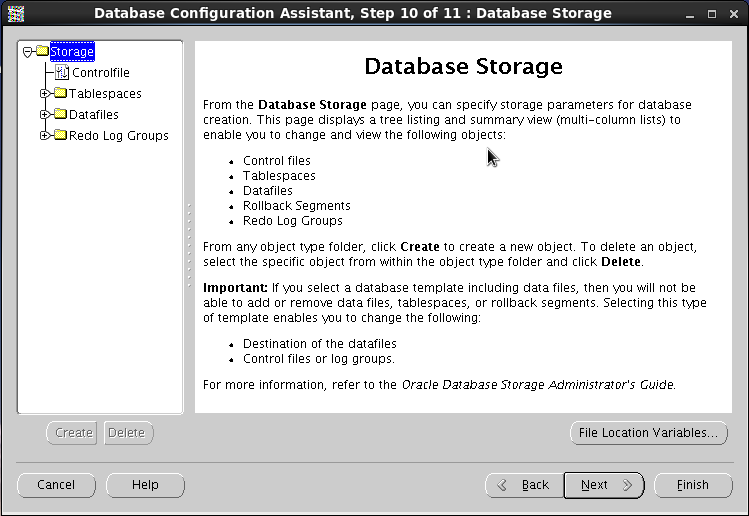 Database Configuration Assistant, Step 10 of 11 : Database Storage
Storage
Controlfile
Tablespaces
Datafiles
Redo Log Groups
Database Storage
From the Database Storage page, you can specify storage parameters for database
creation. This page displays a tree listing and summary view (multi-column lists) to
enable you to change and view the following objects:
• Control files
• Tablespaces
• Datafiles
• Rollback Segments
• Redo Log Groups
From any object type folder, click Create to create a new object. To delete an object,
select the specific object from within the object type folder and click Delete.
Important: If you select a database template including data files, then you will not be
able to add or remove data files, tablespaces, or rollback segments. Selecting this type
of template enables you to change the following:
• Destination of the datafiles
• Control files or log groups.
For more information, refer to the Oracle Database Storage Administrator's Guide.
Create Delete
File Location Variables...
Cancel Help Back Next Finish